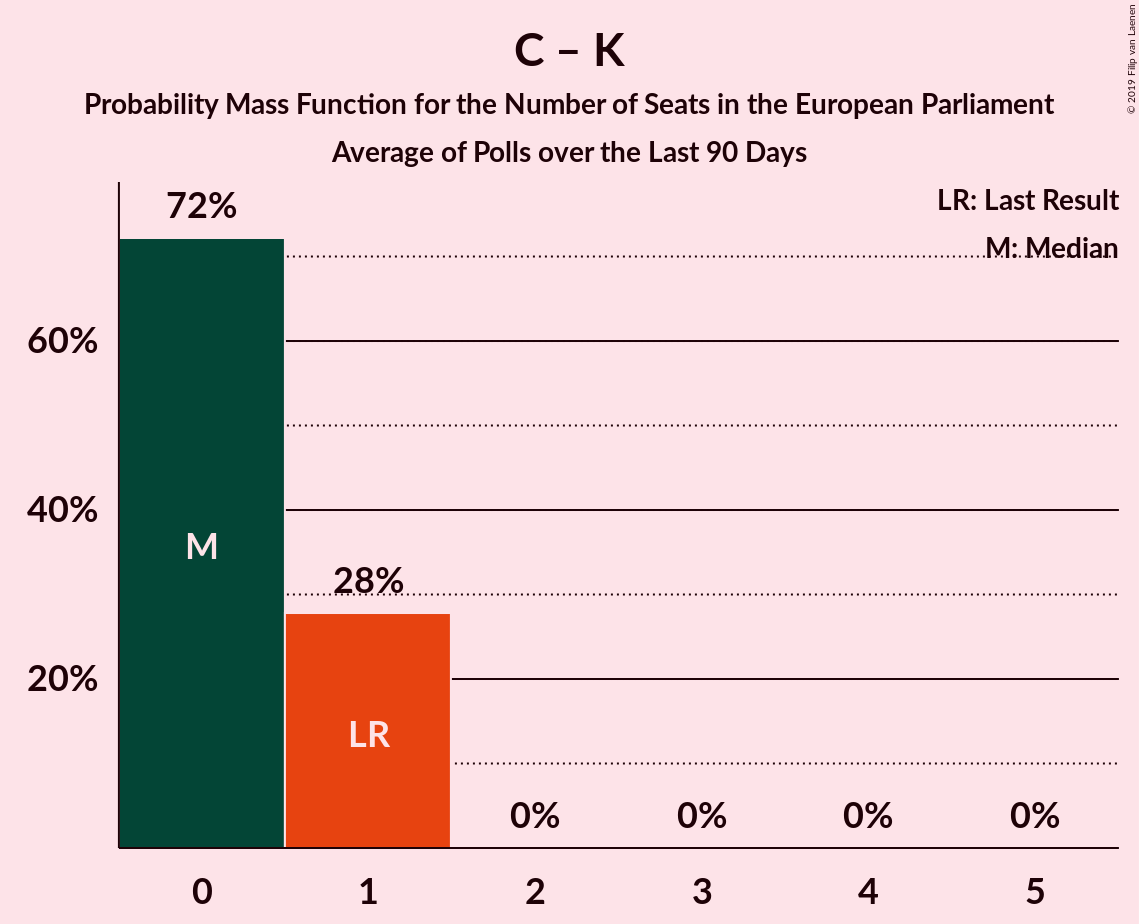 C – K
Probability Mass Function for the Number of Seats in the European Parliament
Average of Polls over the Last 90 Days
© 2019 Filip van Laenen
LR: Last Result
M: Median
72%
60%
40%
20%
M
28%
LR
0% 0% 0% 0%
0 1 2 3 4 5